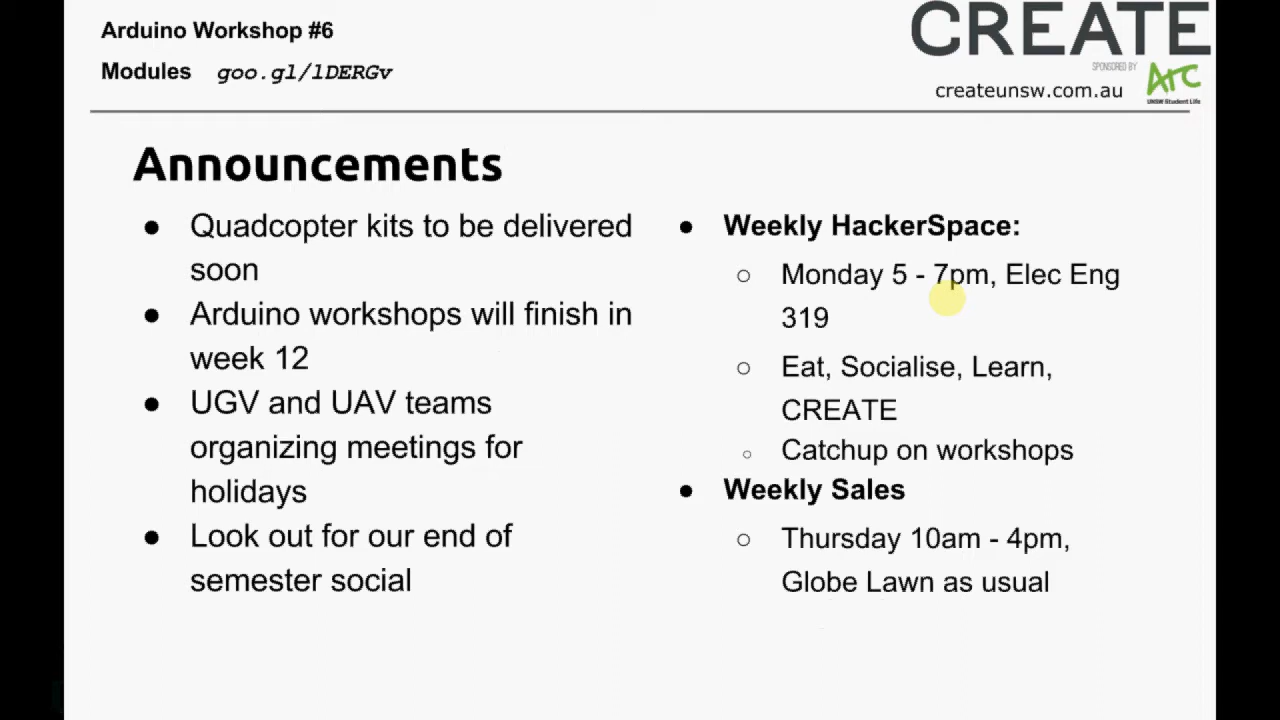 Arduino Workshop #6
Modules goo.gl/lDERGv
CREATE
SPONSORED BY
Arc
UNSW Student Life
createunsw.com.au
Announcements
● Quadcopter kits to be delivered
soon
● Arduino workshops will finish in
week 12
● UGV and UAV teams
organizing meetings for
holidays
● Look out for our end of
semester social
● Weekly HackerSpace:
○ Monday 5 - 7pm, Elec Eng
319
○ Eat, Socialise, Learn,
CREATE
○ Catchup on workshops
● Weekly Sales
○ Thursday 10am - 4pm,
Globe Lawn as usual